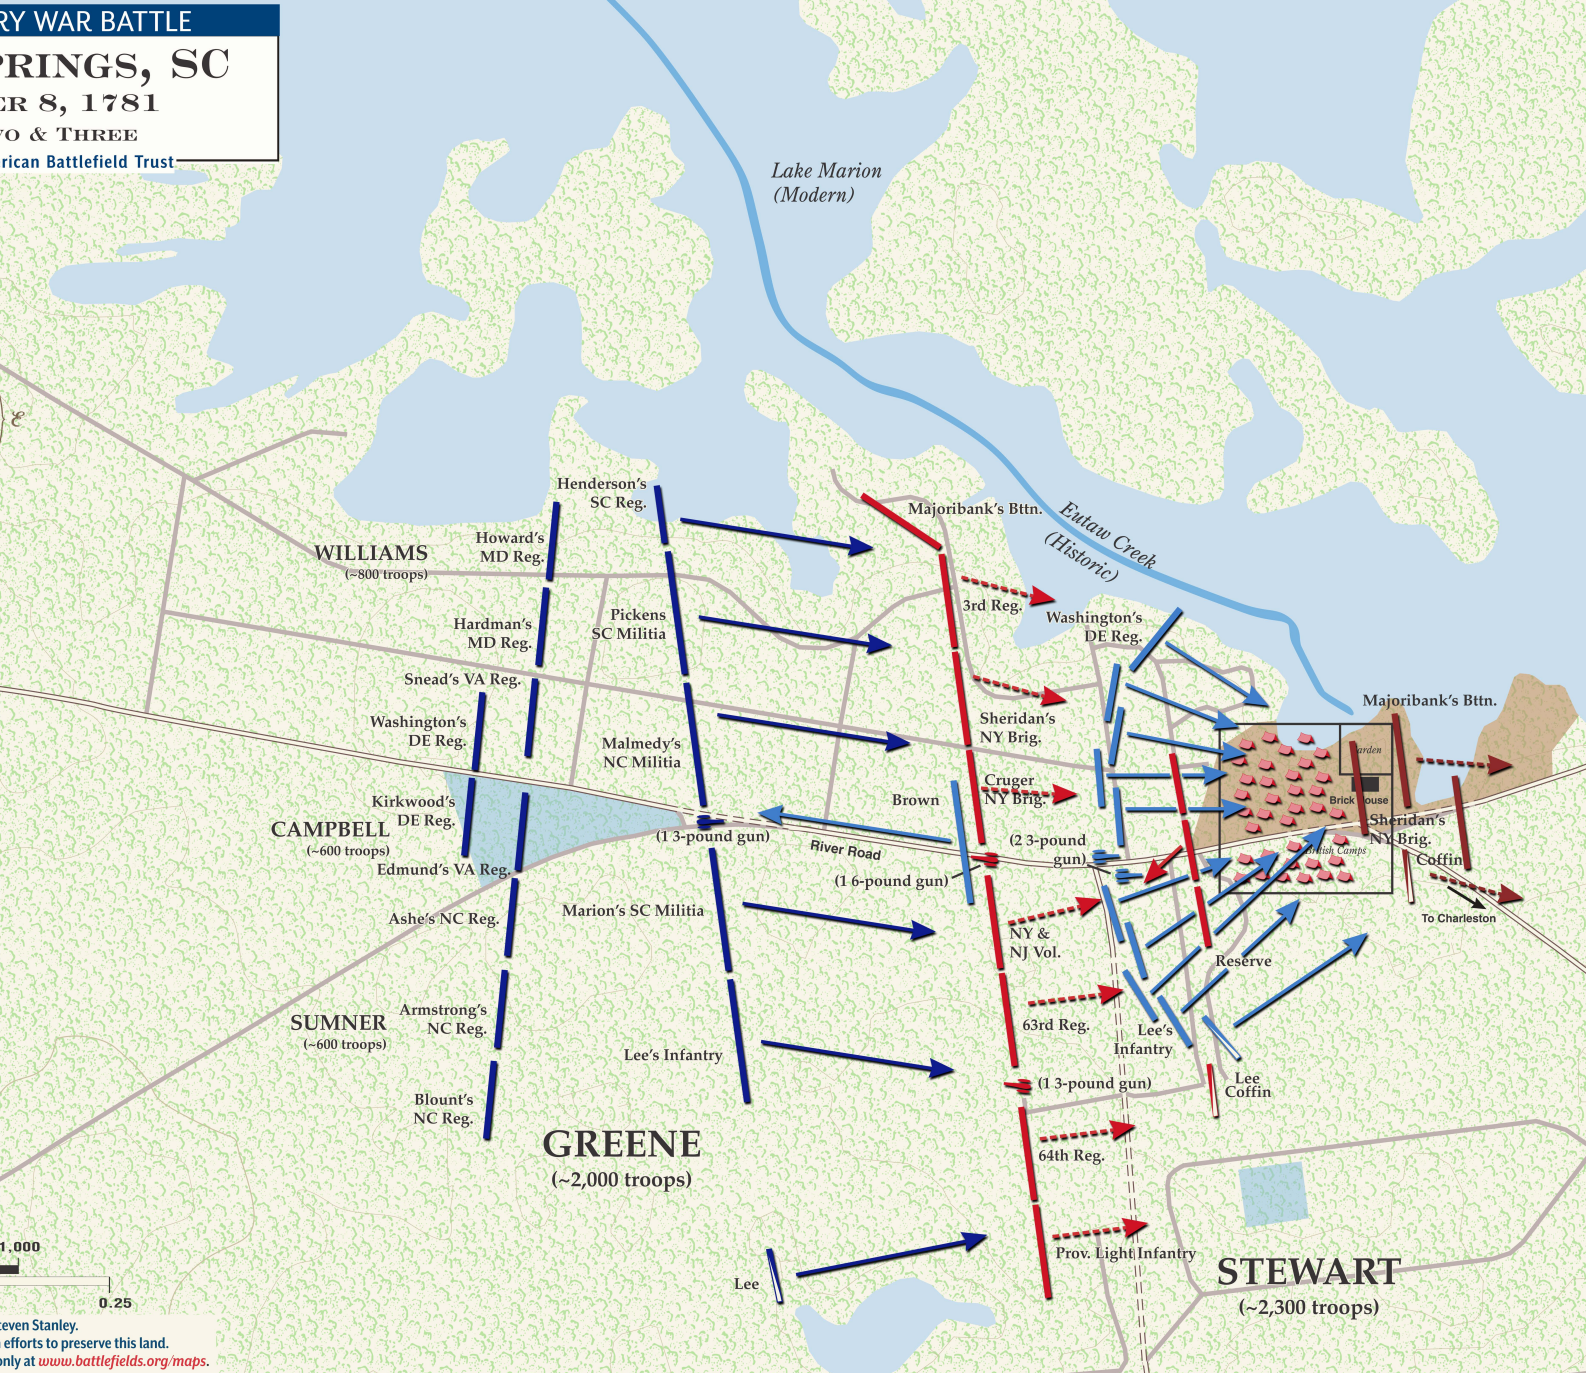 RY WAR BATTLE
PRINGS, SC
ER 8, 1781
VO & THREE
rican Battlefield Trust
Lake Marion
(Modern)
Eutaw Creek
(Historic)
Henderson's
SC Reg.
Howard's
MD Reg.
WILLIAMS
(~800 troops)
Hardman's
MD Reg.
Pickens
SC Militia
Snead's VA Reg.
Washington's
DE Reg.
Malmedy's
NC Militia
Kirkwood's
DE Reg.
CAMPBELL
(~600 troops)
Edmund's VA Reg.
(1 3-pound gun)
Marion's SC Militia
Ashe's NC Reg.
Armstrong's
NC Reg.
SUMNER
(~600 troops)
Lee's Infantry
Blount's
NC Reg.
GREENE
(~2,000 troops)
Lee
Majoribank's Bttn.
3rd Reg.
Washington's
DE Reg.
Sheridan's
NY Brig.
Cruger
NY Brig.
Brown
(2 3-pound
gun)
River Road
(1 6-pound gun)
NY &
NJ Vol.
63rd Reg.
(1 3-pound gun)
64th Reg.
Prov. Light Infantry
Lee's
Infantry
Lee
Coffin
Reserve
Majoribank's Bttn.
Garden
Brick House
Sheridan's
NY Brig.
British Camps
Coffin
To Charleston
STEWART
(~2,300 troops)
1,000
0.25
teven Stanley.
efforts to preserve this land.
only at www.battlefields.org/maps.